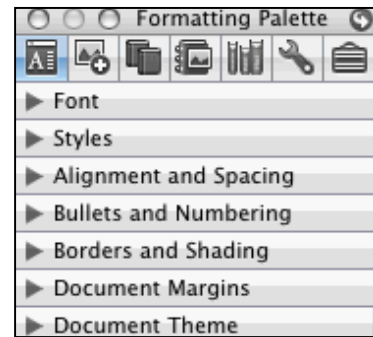 Formatting Palette
A
Font
Styles
Alignment and Spacing
Bullets and Numbering
Borders and Shading
Document Margins
Document Theme